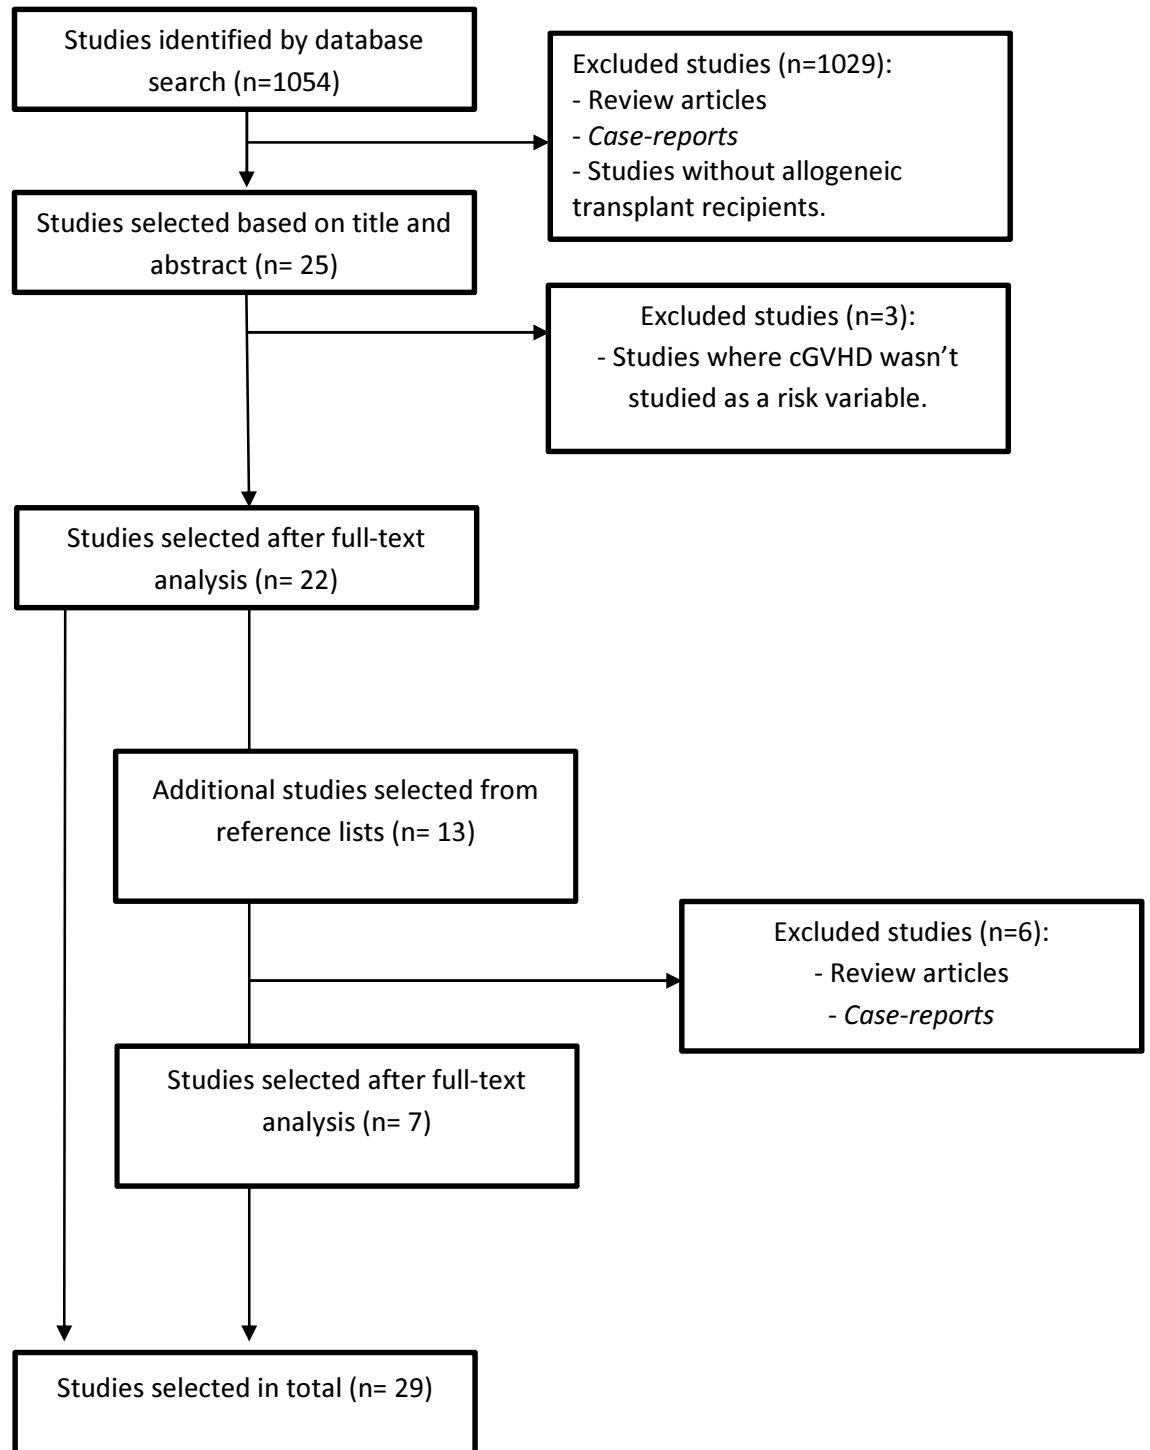 Studies identified by database
search (n=1054)
Excluded studies (n=1029):
- Review articles
- Case-reports
- Studies without allogeneic
transplant recipients.
Studies selected based on title and
abstract (n= 25)
Excluded studies (n=3):
- Studies where cGVHD wasn’t
studied as a risk variable.
Studies selected after full-text
analysis (n= 22)
Additional studies selected from
reference lists (n= 13)
Excluded studies (n=6):
- Review articles
- Case-reports
Studies selected after full-text
analysis (n= 7)
Studies selected in total (n= 29)